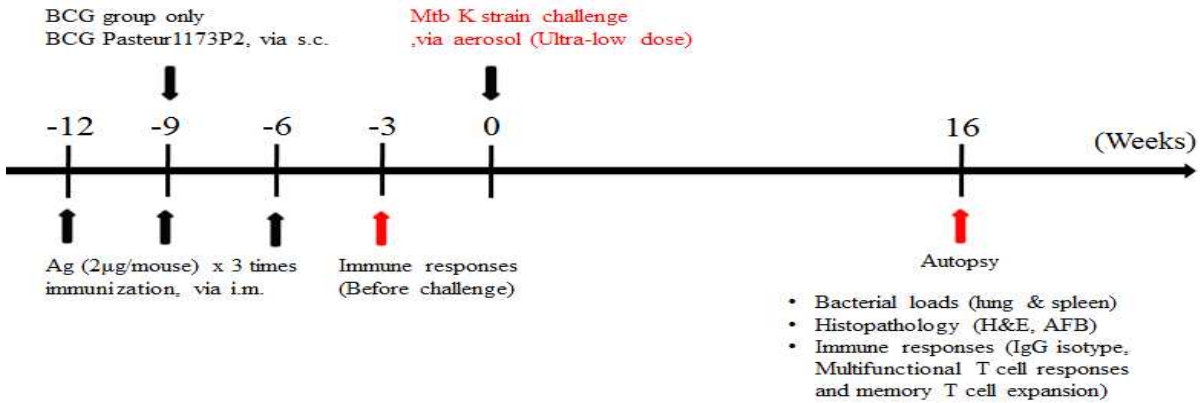 BCG group only
BCG Pasteur1173P2, via s.c.
Mtb K strain challenge
,via aerosol (Ultra-low dose)
-12 -9 -6 -3 0 16 (Weeks)
Ag (2μg/mouse) x 3 times
immunization, via i.m.
Immune responses
(Before challenge)
Autopsy
• Bacterial loads (lung & spleen)
• Histopathology (H&E, AFB)
• Immune responses (IgG isotype,
Multifunctional T cell responses
and memory T cell expansion)